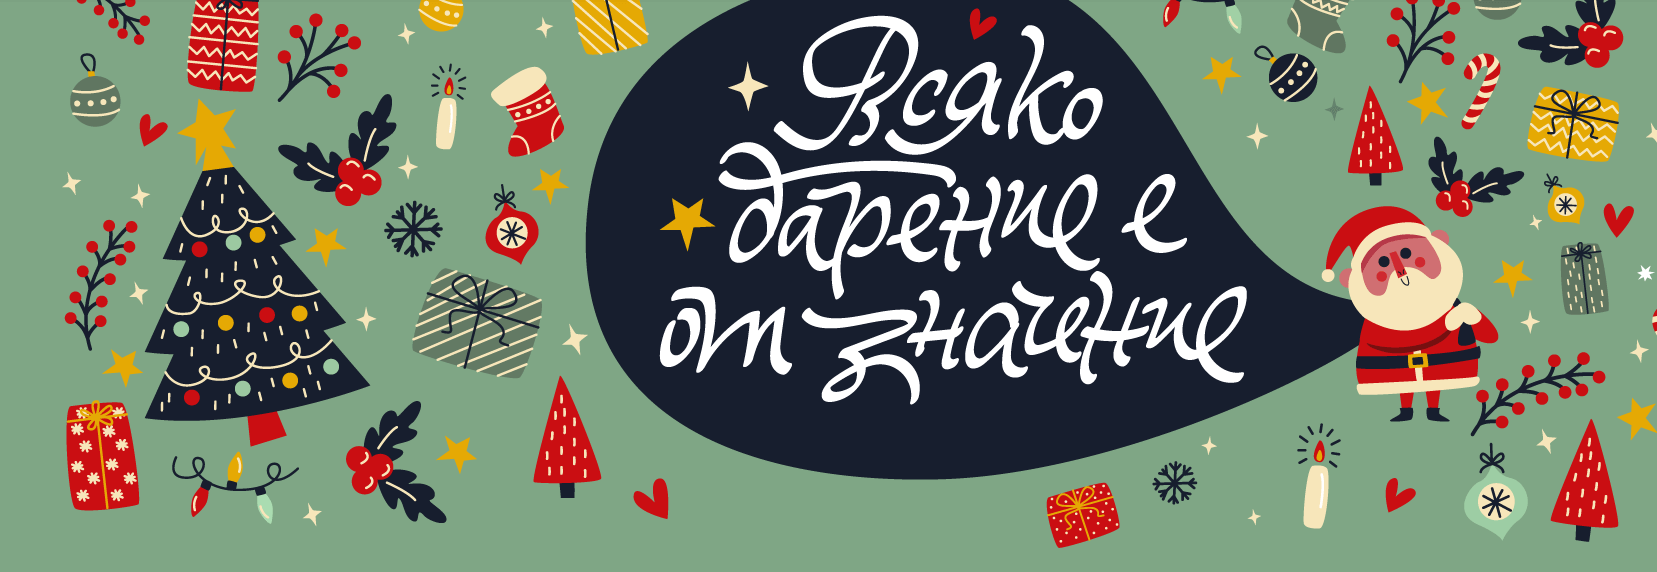 Всяко
дарение е
от значение